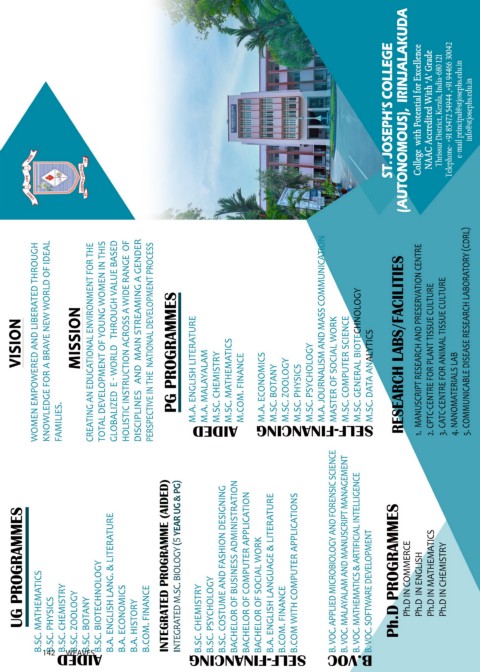 UG PROGRAMMES
AIDED
B.SC. MATHEMATICS
B.SC. PHYSICS
B.SC CHEMISTRY
B.SC. ZOOLOGY
B.SC. BOTANY
B.SC. BIOTECHNOLOGY
B.A. ENGLISH LANG. & LITERATURE
B.A. ECONOMICS
B.A. HISTORY
B.COM. FINANCE
INTEGRATED PROGRAMME (AIDED)
INTEGRATED M.SC. BIOLOGY (5 YEAR UG & PG)
SELF-FINANCING
B.SC. CHEMISTRY
B.SC. PSYCHOLOGY
B.SC. COSTUME AND FASHION DESIGNING
BACHELOR OF BUSINESS ADMINISTRATION
BACHELOR OF COMPUTER APPLICATION
BACHELOR OF SOCIAL WORK
B.A. ENGLISH LANGUAGE & LITERATURE
B.COM. FINANCE
B.COM WITH COMPUTER APPLICATIONS
B.VOC
B. VOC. APPLIED MICROBIOLOGY AND FORENSIC SCIENCE
B. VOC. MALAYALAM AND MANUSCRIPT MANAGEMENT
B. VOC. MATHEMATICS & ARTIFICIAL INTELLIGENCE
B. VOC. SOFTWARE DEVELOPMENT
Ph.D PROGRAMMES
Ph.D IN COMMERCE
Ph.D IN ENGLISH
Ph.D IN MATHEMATICS
Ph.D IN CHEMISTRY
VISION
WOMEN EMPOWERED AND LIBERATED THROUGH
KNOWLEDGE FOR A BRAVE NEW WORLD OF IDEAL
FAMILIES.
MISSION
CREATING AN EDUCATIONAL ENVIRONMENT FOR THE
TOTAL DEVELOPMENT OF YOUNG WOMEN IN THIS
GLOBALIZED E - WORLD THROUGH VALUE BASED
HOLISTIC INSTRUCTION ACROSS A WIDE RANGE OF
DISCIPLINES AND MAIN STREAMING A GENDER
PERSPECTIVE IN THE NATIONAL DEVELOPMENT PROCESS
PG PROGRAMMES
AIDED
M.A. ENGLISH LITERATURE
M.A. MALAYALAM
M.SC. CHEMISTRY
M.SC. MATHEMATICS
M.COM. FINANCE
SELF-FINANCING
M.A. ECONOMICS
M.SC. BOTANY
M.SC. ZOOLOGY
M.SC. PHYSICS
M.SC. PSYCHOLOGY
M.A. JOURNALISM AND MASS COMMUNICATION
MASTER OF SOCIAL WORK
M.SC. COMPUTER SCIENCE
M.SC. GENERAL BIOTECHNOLOGY
M.SC. DATA ANALYTICS
RESEARCH LABS/FACILITIES
1. MANUSCRIPT RESEARCH AND PRESERVATION CENTRE
2. CPTC-CENTRE FOR PLANT TISSUE CULTURE
3. CATC-CENTRE FOR ANIMAL TISSUE CULTURE
4. NANOMATERIALS LAB
5. COMMUNICABLE DISEASE RESEARCH LABORATORY (CDRL)
ST. JOSEPH'S COLLEGE
(AUTONOMOUS), IRINJALAKUDA
College with Potential for Excellence
NAAC Accredited With 'A' Grade
Thrissur District, Kerala, India-680121
Telephone- +91 85472 54944 , +91 94466 30042
e-mail:principal@stjosephs.edu.in
info@stjosephs.edu.in
142 WEAVES